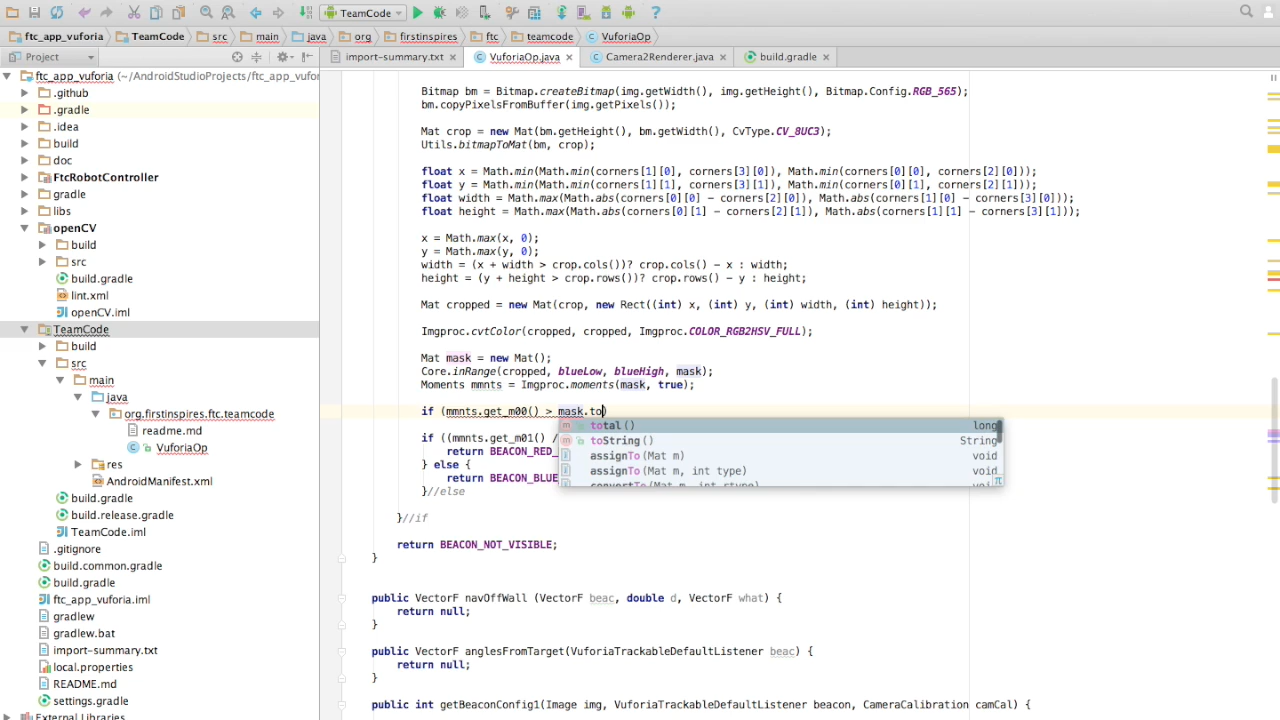 TeamCode
ftc_app_vuforia
TeamCode
src
main
java
org
firstinspires
ftc
teamcode
VuforiaOp
Project
import-summary.txt
VuforiaOp.java
Camera2Renderer.java
build.gradle
ftc_app_vuforia (~/AndroidStudioProjects/ftc_app_vufor
.github
.gradle
.idea
build
doc
FtcRobotController
gradle
libs
openCV
build
src
build.gradle
lint.xml
openCV.iml
TeamCode
build
src
main
java
org.firstinspires.ftc.teamcode
readme.md
VuforiaOp
res
AndroidManifest.xml
build.gradle
build.release.gradle
TeamCode.iml
.gitignore
build.common.gradle
build.gradle
ftc_app_vuforia.iml
gradlew
gradlew.bat
import-summary.txt
local.properties
README.md
settings.gradle
External Libraries
Bitmap bm = Bitmap.createBitmap(img.getWidth(), img.getHeight(), Bitmap.Config.RGB_565);
bm.copyPixelsFromBuffer(img.getPixels());
Mat crop = new Mat(bm.getHeight(), bm.getWidth(), CvType.CV_8UC3);
Utils.bitmapToMat(bm, crop);
float x = Math.min(Math.min(corners[1][0], corners[3][0]), Math.min(corners[0][0], corners[2][0]));
float y = Math.min(Math.min(corners[1][1], corners[3][1]), Math.min(corners[0][1], corners[2][1]));
float width = Math.max(Math.abs(corners[0][0] - corners[2][0]), Math.abs(corners[1][0] - corners[3][0]));
float height = Math.max(Math.abs(corners[0][1] - corners[2][1]), Math.abs(corners[1][1] - corners[3][1]));
x = Math.max(x, 0);
y = Math.max(y, 0);
width = (x + width > crop.cols())? crop.cols() - x : width;
height = (y + height > crop.rows())? crop.rows() - y : height;
Mat cropped = new Mat(crop, new Rect((int) x, (int) y, (int) width, (int) height));
Imgproc.cvtColor(cropped, cropped, Imgproc.COLOR_RGB2HSV_FULL);
Mat mask = new Mat();
Core.inRange(cropped, blueLow, blueHigh, mask);
Moments mmnts = Imgproc.moments(mask, true);
if (mmnts.get_m00() > mask.to)
total() long
toString() String
assignTo(Mat m) void
assignTo(Mat m, int type) void
convertTo(Mat m, int rtype) voi
if ((mmnts.get_m01() /
return BEACON_RED_
} else {
return BEACON_BLUE
}//else
}//if
return BEACON_NOT_VISIBLE;
}
public VectorF navOffWall (VectorF beac, double d, VectorF what) {
return null;
}
public VectorF anglesFromTarget(VuforiaTrackableDefaultListener beac) {
return null;
}
public int getBeaconConfig1(Image img, VuforiaTrackableDefaultListener beacon, CameraCalibration camCal) {